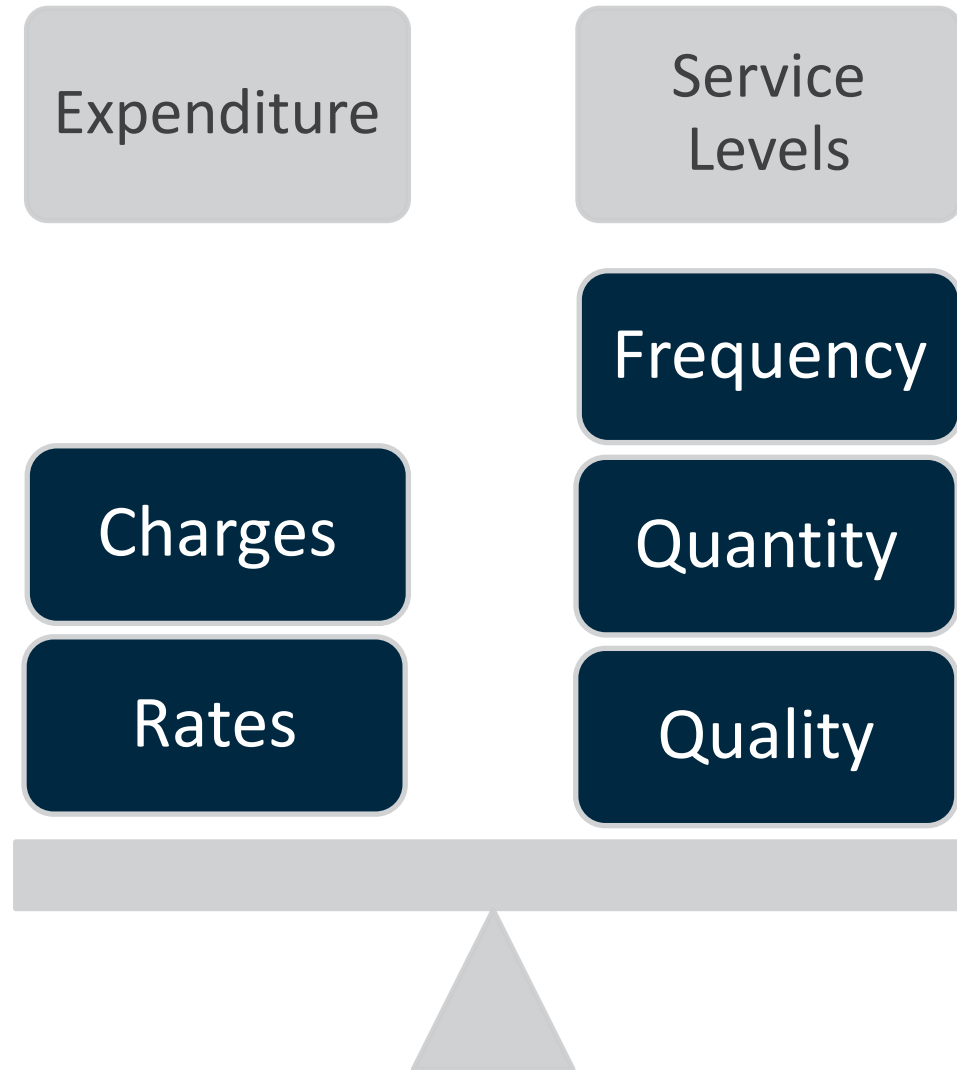 Expenditure
Service
Levels
Frequency
Charges
Quantity
Rates
Quality